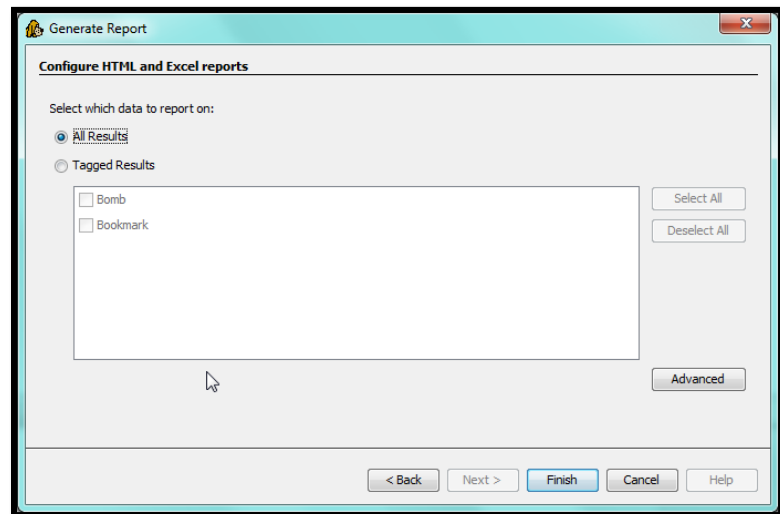 Generate Report
Configure HTML and Excel reports
Select which data to report on:
All Results
Tagged Results
Bomb
Select All
Bookmark
Deselect All
Advanced
< Back Next > Finish Cancel Help